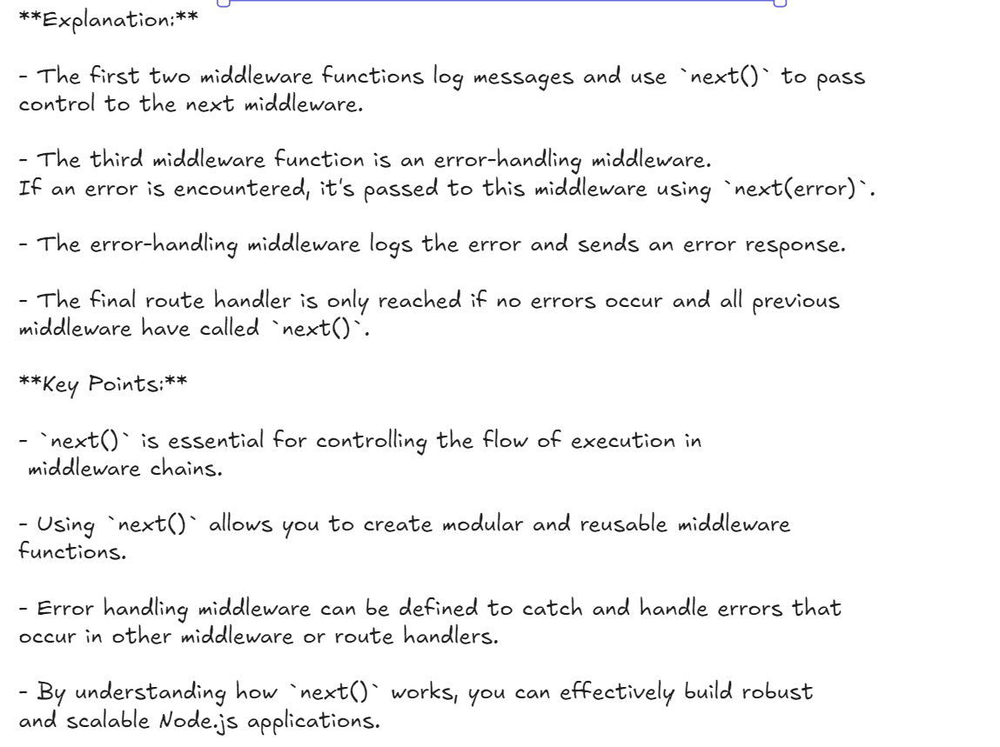 **Explanation:**
- The first two middleware functions log messages and use `next()` to pass
control to the next middleware.
- The third middleware function is an error-handling middleware.
If an error is encountered, it's passed to this middleware using `next(error)`.
- The error-handling middleware logs the error and sends an error response.
- The final route handler is only reached if no errors occur and all previous
middleware have called `next()`.
**Key Points:**
- `next()` is essential for controlling the flow of execution in
middleware chains.
- Using `next()` allows you to create modular and reusable middleware
functions.
- Error handling middleware can be defined to catch and handle errors that
occur in other middleware or route handlers.
- By understanding how `next()` works, you can effectively build robust
and scalable Node.js applications.